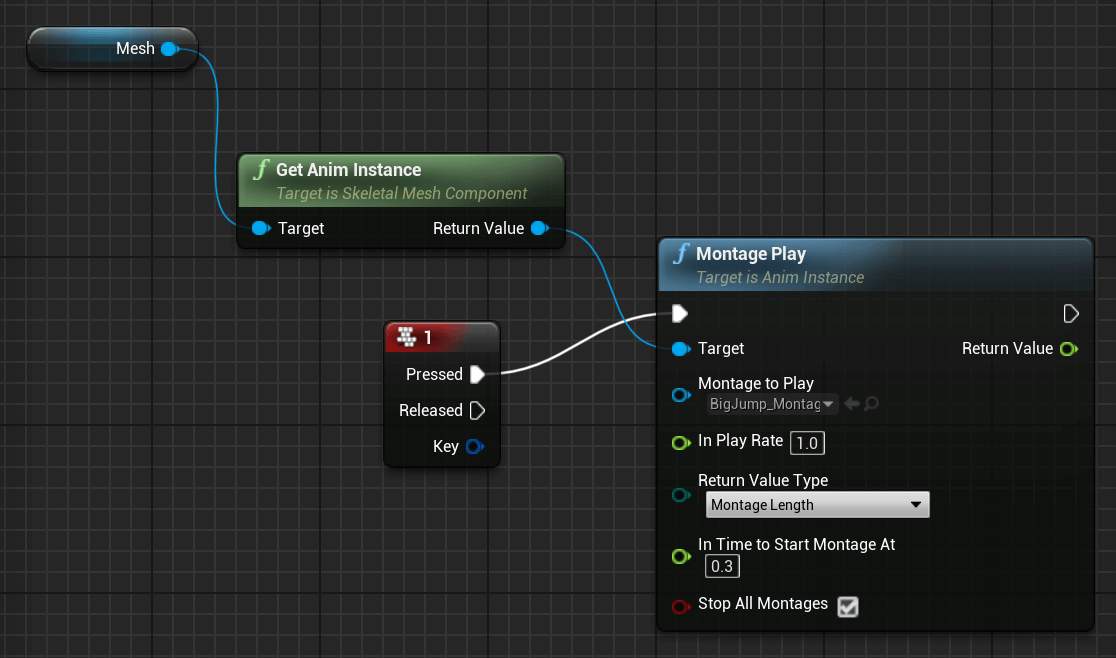 Mesh
Get Anim Instance
Target is Skeletal Mesh Component
Target Return Value
1
Pressed
Released
Key
Montage Play
Target is Anim Instance
Target Return Value
Montage to Play
BigJump_Montag
In Play Rate 1.0
Return Value Type
Montage Length
In Time to Start Montage At
0.3
Stop All Montages